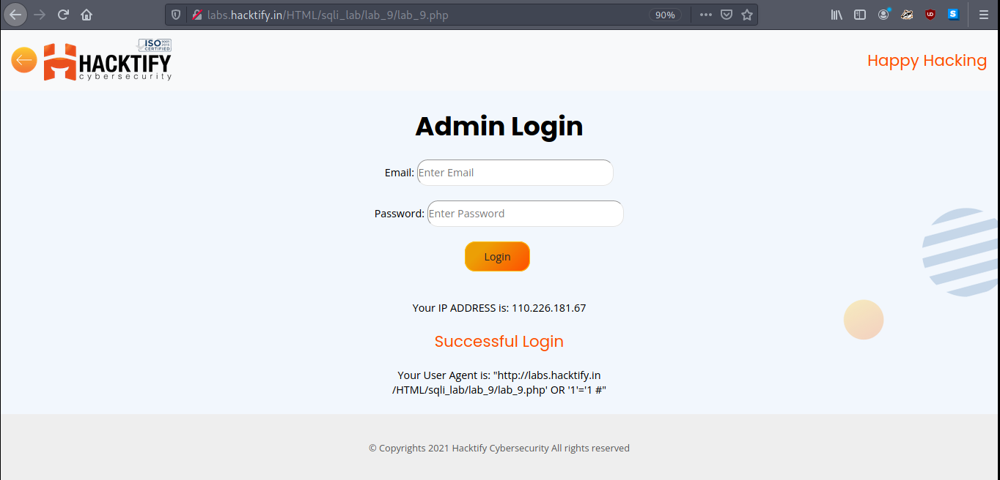 labs.hacktify.in/HTML/sqli_lab/lab_9/lab_9.php
90%
ISO 9001 2015 CERTIFIED
HACKTIFY
cybersecurity
Happy Hacking
Admin Login
Email: Enter Email
Password: Enter Password
Login
Your IP ADDRESS is: 110.226.181.67
Successful Login
Your User Agent is: "http://labs.hacktify.in
/HTML/sqli_lab/lab_9/lab_9.php' OR '1'='1 #"
© Copyrights 2021 Hacktify Cybersecurity All rights reserved